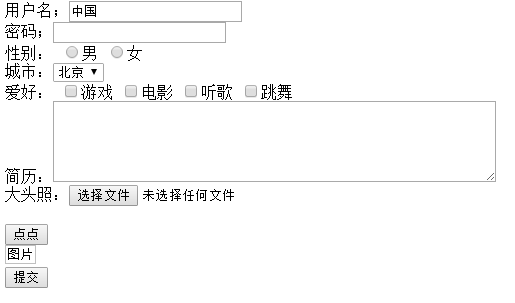 用户名；中国
密码；
性别： 男 女
城市：北京
爱好： 游戏 电影 听歌 跳舞
简历：
大头照：选择文件 未选择任何文件
点点
图片
提交